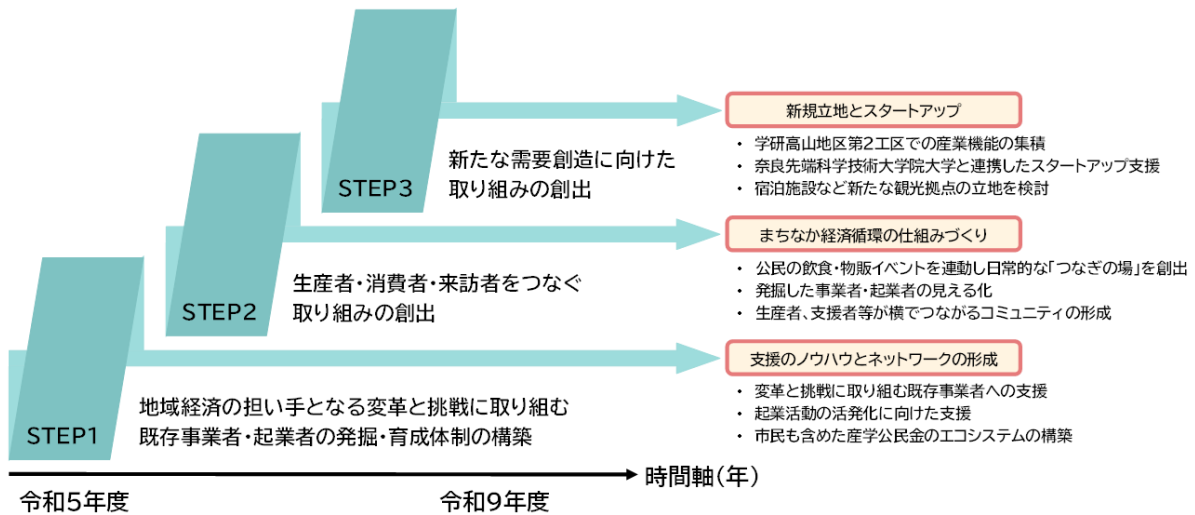 新規立地とスタートアップ
・ 学研高山地区第2工区での産業機能の集積
・ 奈良先端科学技術大学院大学と連携したスタートアップ支援
・ 宿泊施設など新たな観光拠点の立地を検討
STEP3
新たな需要創造に向けた
取り組みの創出
まちなか経済循環の仕組みづくり
・ 公民の飲食・物販イベントを連動し日常的な「つなぎの場」を創出
・ 発掘した事業者・起業者の見える化
・ 生産者、支援者等が横でつながるコミュニティの形成
STEP2
生産者・消費者・来訪者をつなぐ
取り組みの創出
支援のノウハウとネットワークの形成
・ 変革と挑戦に取り組む既存事業者への支援
・ 起業活動の活発化に向けた支援
・ 市民も含めた産学公民金のエコシステムの構築
STEP1
地域経済の担い手となる変革と挑戦に取り組む
既存事業者・起業者の発掘・育成体制の構築
時間軸(年)
令和5年度
令和9年度